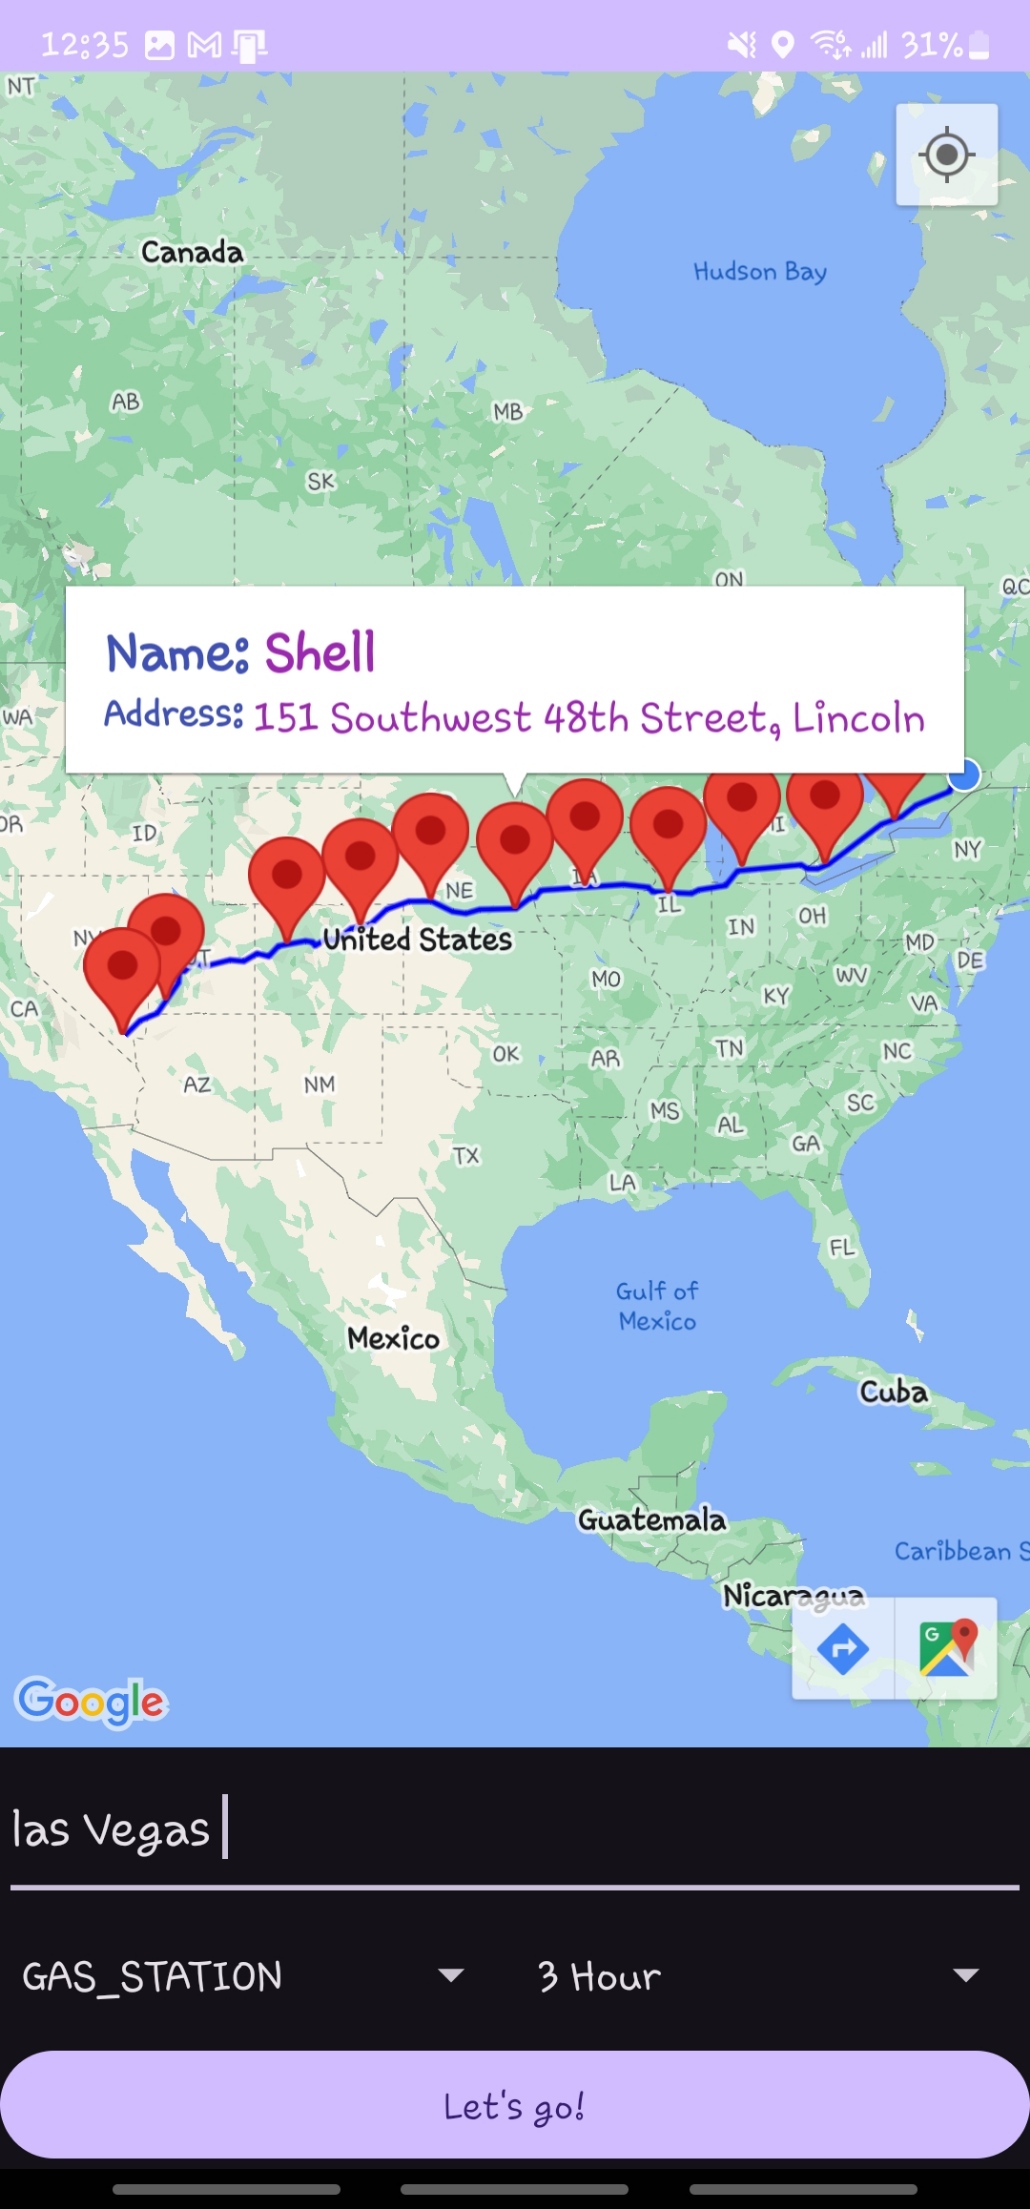 12:35
31%
NT
Canada
Hudson Bay
AB
MB
SK
ON
QC
Name: Shell
Address: 151 Southwest 48th Street, Lincoln
WA
OR
ID
NY
NE
IA
IL
IN
OH
MD
DE
United States
MO
WV
KY
VA
CA
OK
AR
TN
NC
AZ
NM
MS
AL
SC
GA
TX
LA
FL
Gulf of
Mexico
Mexico
Cuba
Guatemala
Caribbean S
Nicaragua
G
Google
las Vegas
GAS_STATION
3 Hour
Let's go!